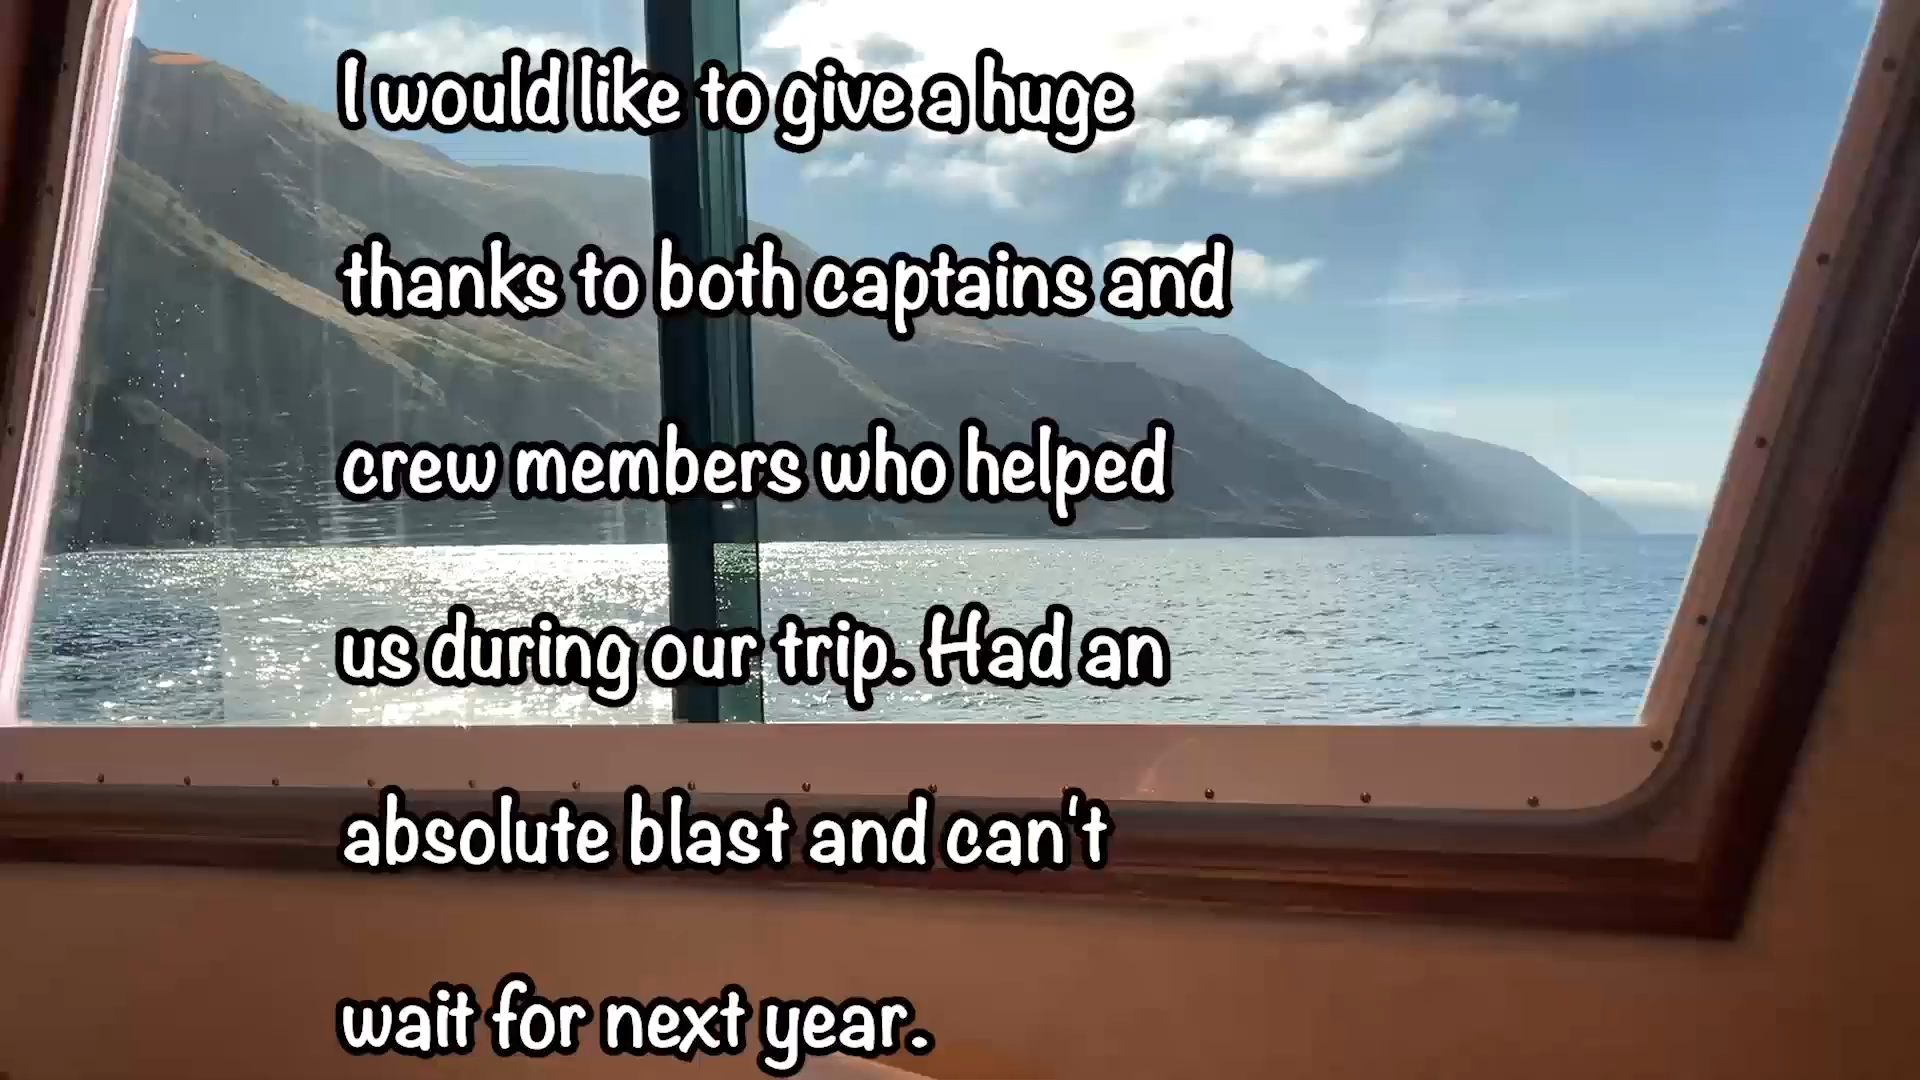 I would like to give a huge
thanks to both captains and
crew members who helped
us during our trip. Had an
absolute blast and can't
wait for next year.